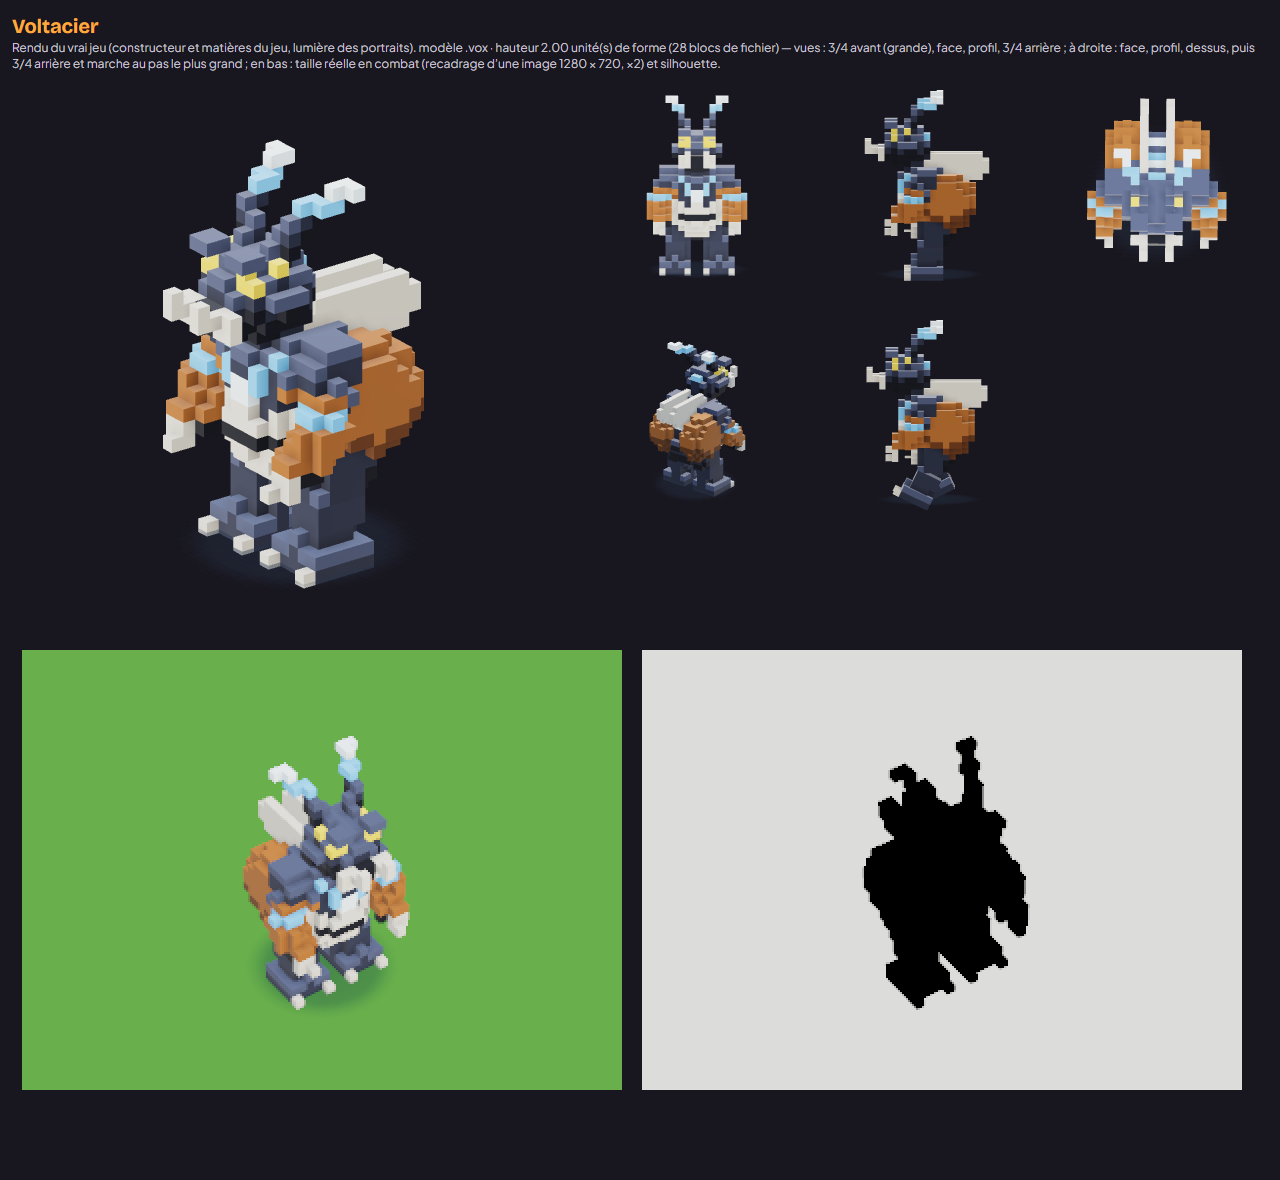 Voltacier
Rendu du vrai jeu (constructeur et matières du jeu, lumière des portraits). modèle .vox · hauteur 2.00 unité(s) de forme (28 blocs de fichier) — vues : 3/4 avant (grande), face, profil, 3/4 arrière ; à droite : face, profil, dessus, puis
3/4 arrière et marche au pas le plus grand ; en bas : taille réelle en combat (recadrage d'une image 1280 × 720, ×2) et silhouette.